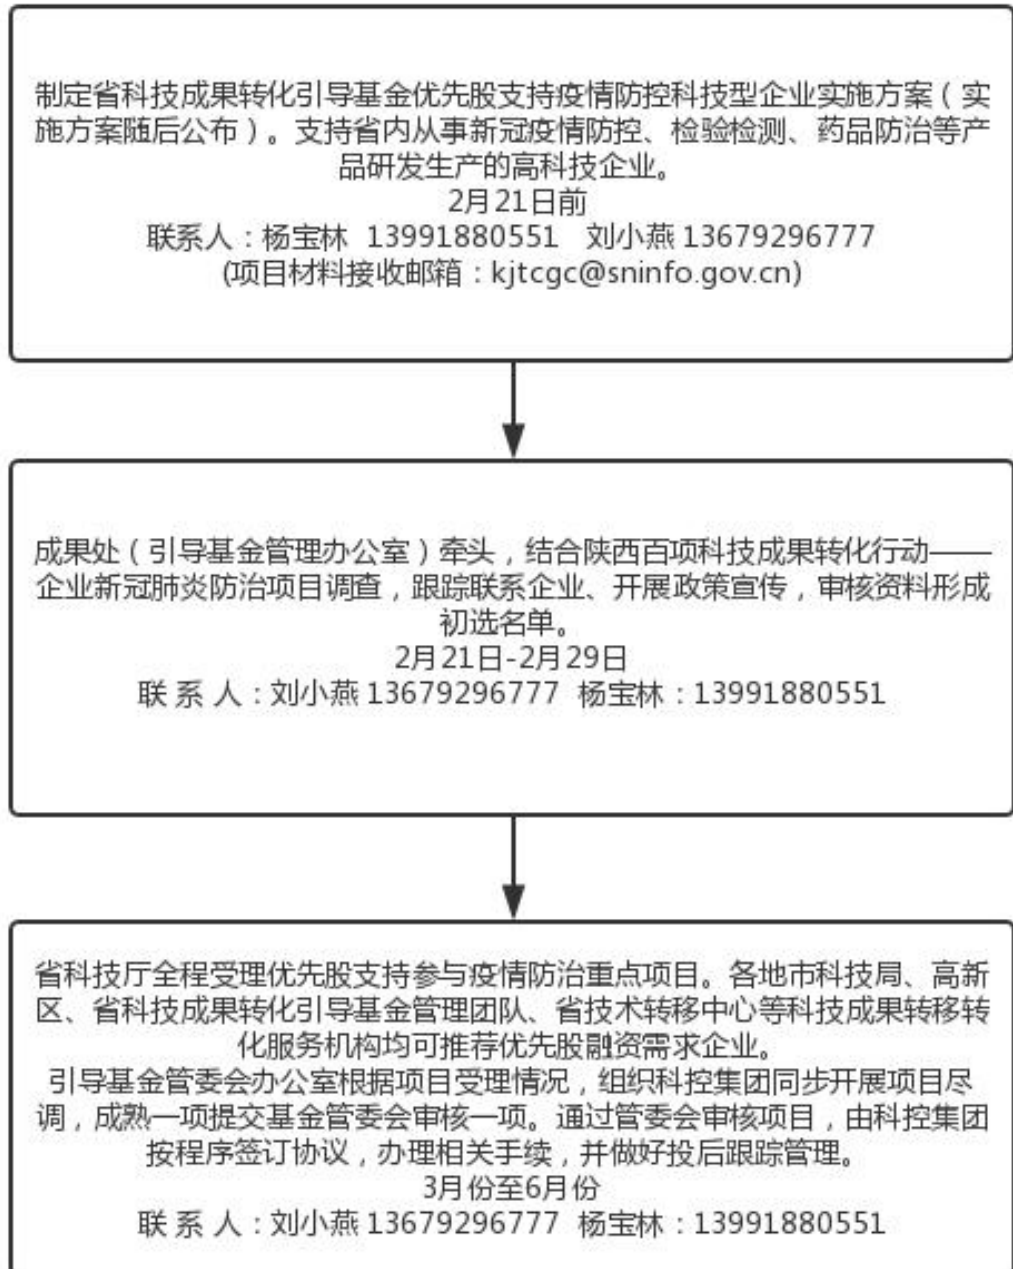 制定省科技成果转化引导基金优先股支持疫情防控科技型企业实施方案（实
施方案随后公布）。支持省内从事新冠疫情防控、检验检测、药品防治等产
品研发生产的高科技企业。
2月21日前
联系人：杨宝林 13991880551 刘小燕 13679296777
(项目材料接收邮箱：kjtcgc@sninfo.gov.cn)
成果处（引导基金管理办公室）牵头，结合陕西百项科技成果转化行动——
企业新冠肺炎防治项目调查，跟踪联系企业、开展政策宣传，审核资料形成
初选名单。
2月21日-2月29日
联 系 人：刘小燕 13679296777 杨宝林：13991880551
省科技厅全程受理优先股支持参与疫情防治重点项目。各地市科技局、高新
区、省科技成果转化引导基金管理团队、省技术转移中心等科技成果转移转
化服务机构均可推荐优先股融资需求企业。
引导基金管委会办公室根据项目受理情况，组织科控集团同步开展项目尽
调，成熟一项提交基金管委会审核一项。通过管委会审核项目，由科控集团
按程序签订协议，办理相关手续，并做好投后跟踪管理。
3月份至6月份
联 系 人：刘小燕 13679296777 杨宝林：13991880551